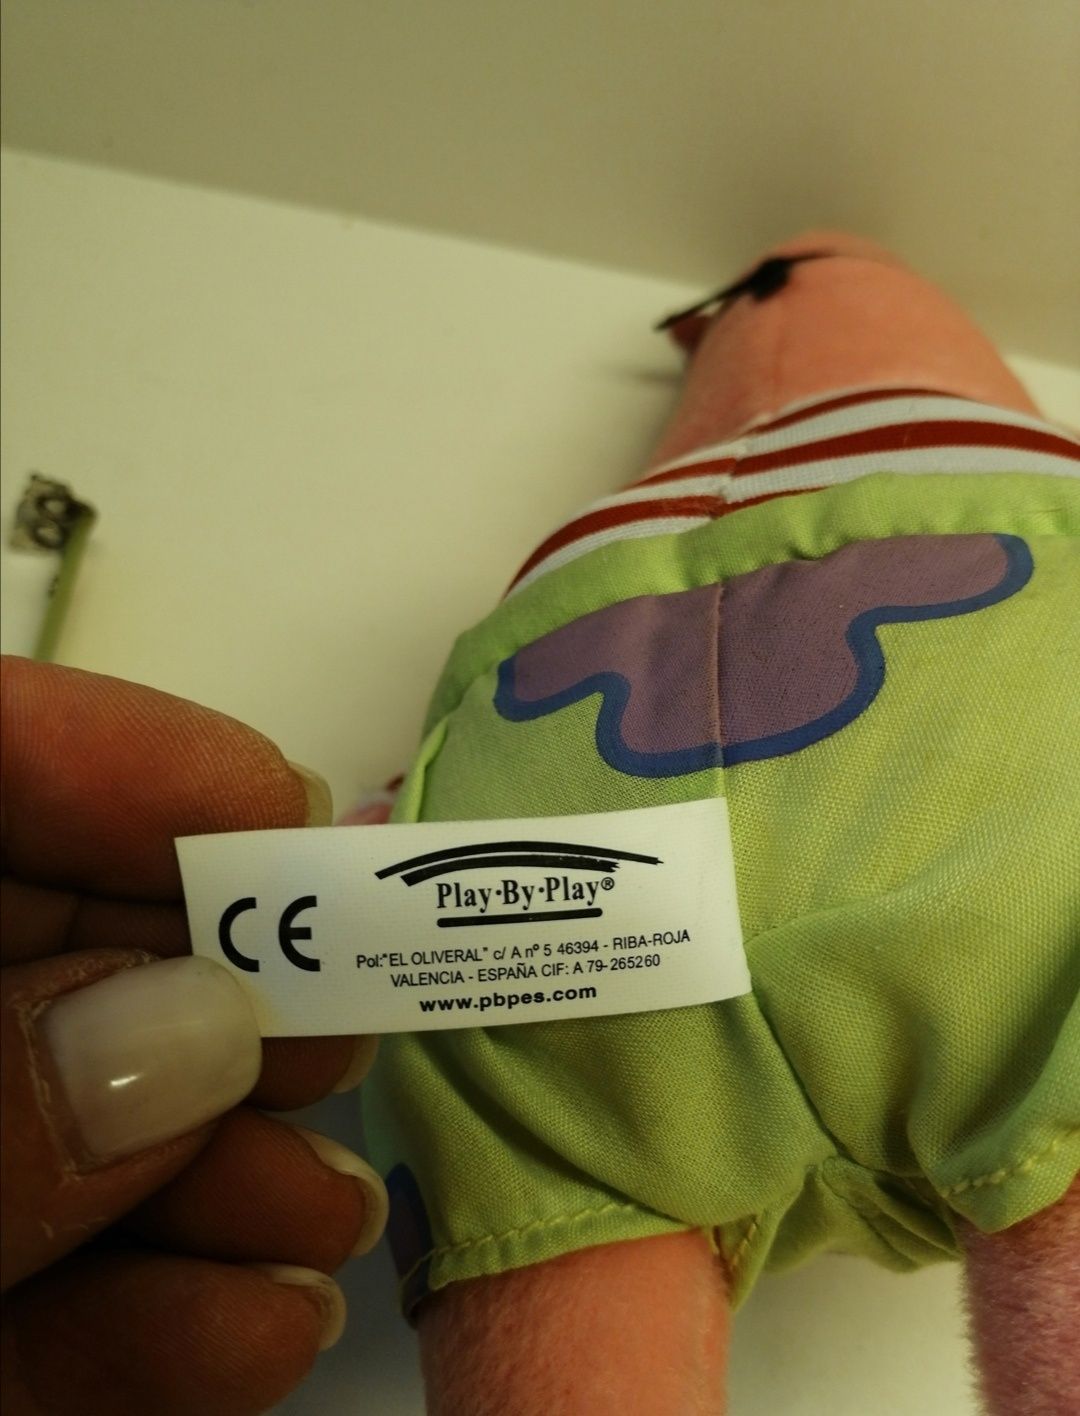 CE
Play·By·Play®
Pol:"EL OLIVERAL" c/ A nº 5 46394 - RIBA-ROJA
VALENCIA - ESPAÑA CIF: A 79-265260
www.pbpes.com